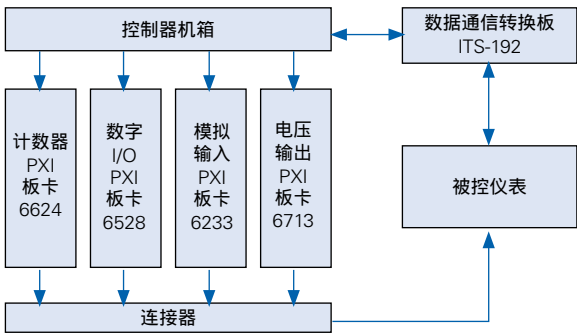 控制器机箱
数据通信转换板
ITS-192
计数器
PXI
板卡
6624
数字
I/O
PXI
板卡
6528
模拟
输入
PXI
板卡
6233
电压
输出
PXI
板卡
6713
被控仪表
连接器